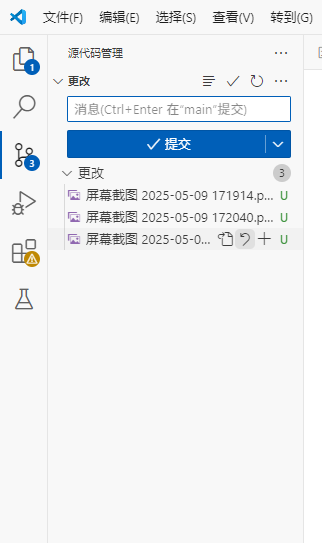 文件(F) 编辑(E) 选择(S) 查看(V) 转到(G)
源代码管理
1
更改
消息(Ctrl+Enter 在"main"提交)
提交
3
更改 3
屏幕截图 2025-05-09 171914.p... U
屏幕截图 2025-05-09 172040.p... U
屏幕截图 2025-05-0... U